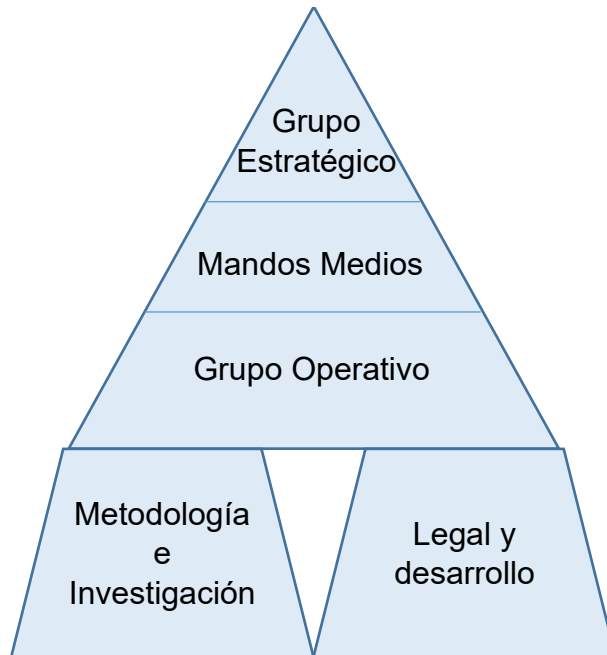 Grupo
Estratégico
Mandos Medios
Grupo Operativo
Metodología
e
Investigación
Legal y
desarrollo